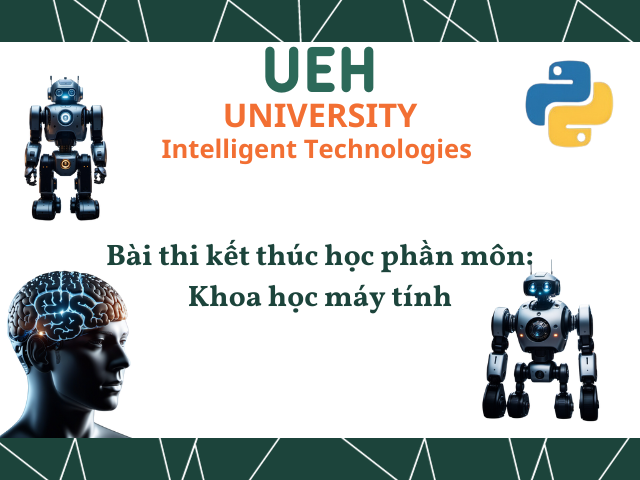 UEH
UNIVERSITY
Intelligent Technologies
Bài thi kết thúc học phần môn:
Khoa học máy tính